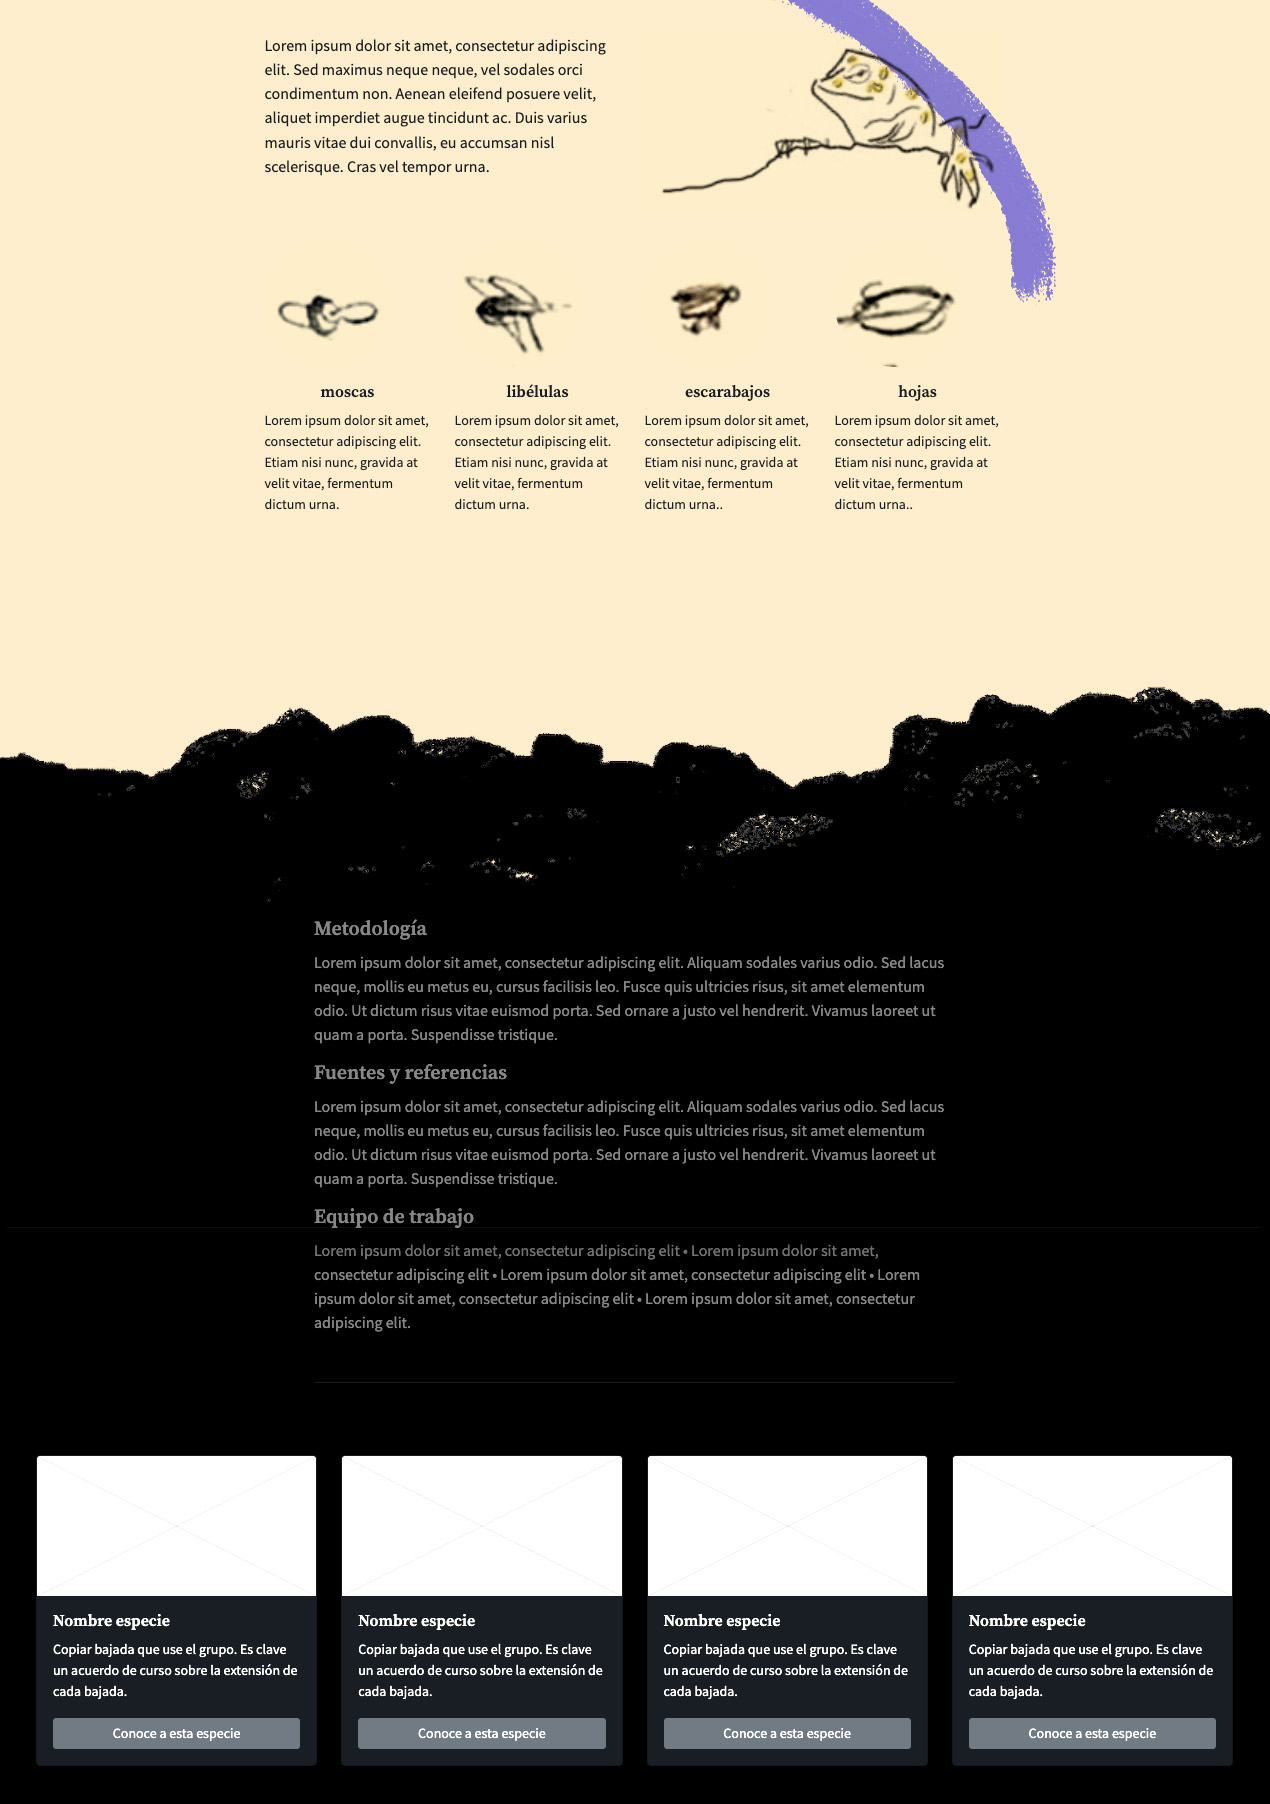 Lorem ipsum dolor sit amet, consectetur adipiscing
elit. Sed maximus neque neque, vel sodales orci
condimentum non. Aenean eleifend posuere velit,
aliquet imperdiet augue tincidunt ac. Duis varius
mauris vitae dui convallis, eu accumsan nisl
scelerisque. Cras vel tempor urna.
moscas
Lorem ipsum dolor sit amet,
consectetur adipiscing elit.
Etiam nisi nunc, gravida at
velit vitae, fermentum
dictum urna.
libélulas
Lorem ipsum dolor sit amet,
consectetur adipiscing elit.
Etiam nisi nunc, gravida at
velit vitae, fermentum
dictum urna.
escarabajos
Lorem ipsum dolor sit amet,
consectetur adipiscing elit.
Etiam nisi nunc, gravida at
velit vitae, fermentum
dictum urna..
hojas
Lorem ipsum dolor sit amet,
consectetur adipiscing elit.
Etiam nisi nunc, gravida at
velit vitae, fermentum
dictum urna..
Metodología
Lorem ipsum dolor sit amet, consectetur adipiscing elit. Aliquam sodales varius odio. Sed lacus
neque, mollis eu metus eu, cursus facilisis leo. Fusce quis ultricies risus, sit amet elementum
odio. Ut dictum risus vitae euismod porta. Sed ornare a justo vel hendrerit. Vivamus laoreet ut
quam a porta. Suspendisse tristique.
Fuentes y referencias
Lorem ipsum dolor sit amet, consectetur adipiscing elit. Aliquam sodales varius odio. Sed lacus
neque, mollis eu metus eu, cursus facilisis leo. Fusce quis ultricies risus, sit amet elementum
odio. Ut dictum risus vitae euismod porta. Sed ornare a justo vel hendrerit. Vivamus laoreet ut
quam a porta. Suspendisse tristique.
Equipo de trabajo
Lorem ipsum dolor sit amet, consectetur adipiscing elit • Lorem ipsum dolor sit amet,
consectetur adipiscing elit • Lorem ipsum dolor sit amet, consectetur adipiscing elit • Lorem
ipsum dolor sit amet, consectetur adipiscing elit • Lorem ipsum dolor sit amet, consectetur
adipiscing elit.
Nombre especie
Copiar bajada que use el grupo. Es clave
un acuerdo de curso sobre la extensión de
cada bajada.
Conoce a esta especie
Nombre especie
Copiar bajada que use el grupo. Es clave
un acuerdo de curso sobre la extensión de
cada bajada.
Conoce a esta especie
Nombre especie
Copiar bajada que use el grupo. Es clave
un acuerdo de curso sobre la extensión de
cada bajada.
Conoce a esta especie
Nombre especie
Copiar bajada que use el grupo. Es clave
un acuerdo de curso sobre la extensión de
cada bajada.
Conoce a esta especie